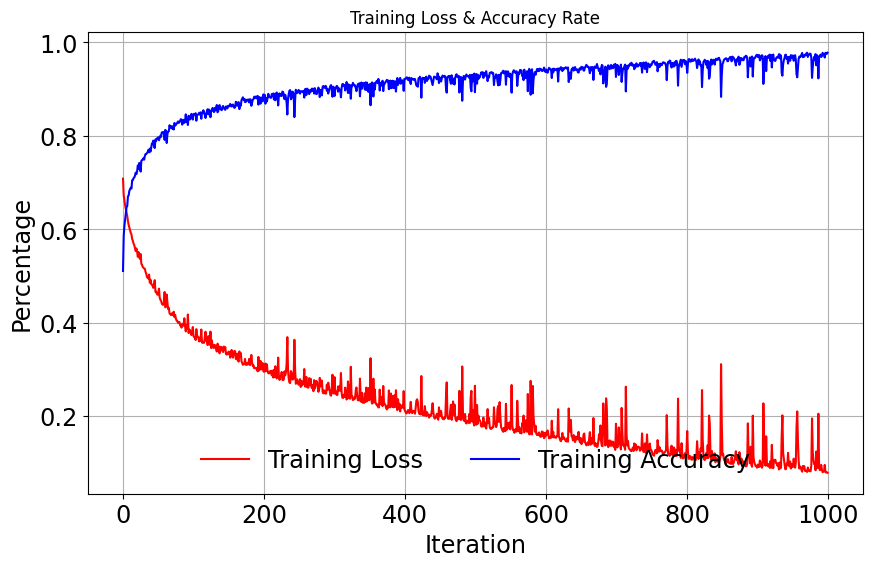 Training Loss & Accuracy Rate
1.0
0.8
0.6
0.4
0.2
Percentage
Training Loss Training Accuracy
0 200 400 600 800 1000
Iteration